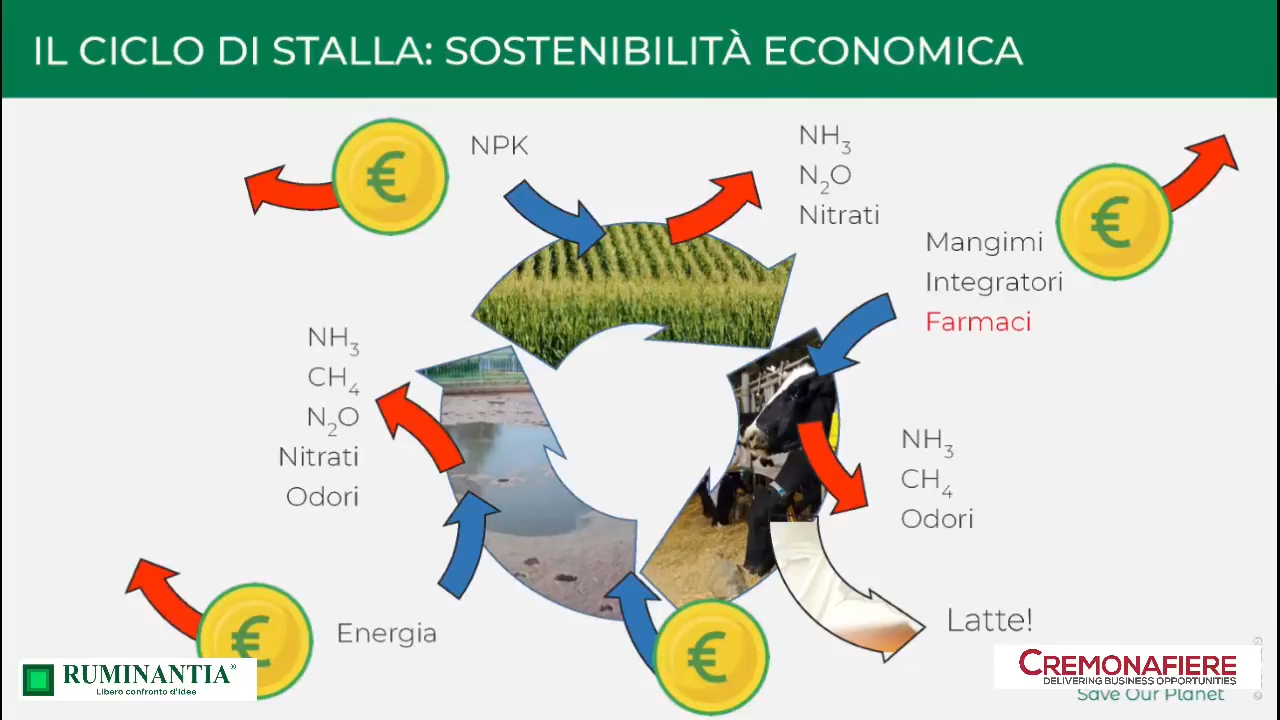 IL CICLO DI STALLA: SOSTENIBILITÀ ECONOMICA
€
NPK
NH3
N2O
Nitrati
€
Mangimi
Integratori
Farmaci
NH3
CH4
N2O
Nitrati
Odori
NH3
CH4
Odori
€
Energia
€
Latte!
RUMINANTIA®
Libero confronto d'Idee
CREMONAFIERE
DELIVERING BUSINESS OPPORTUNITIES
Save Our Planet